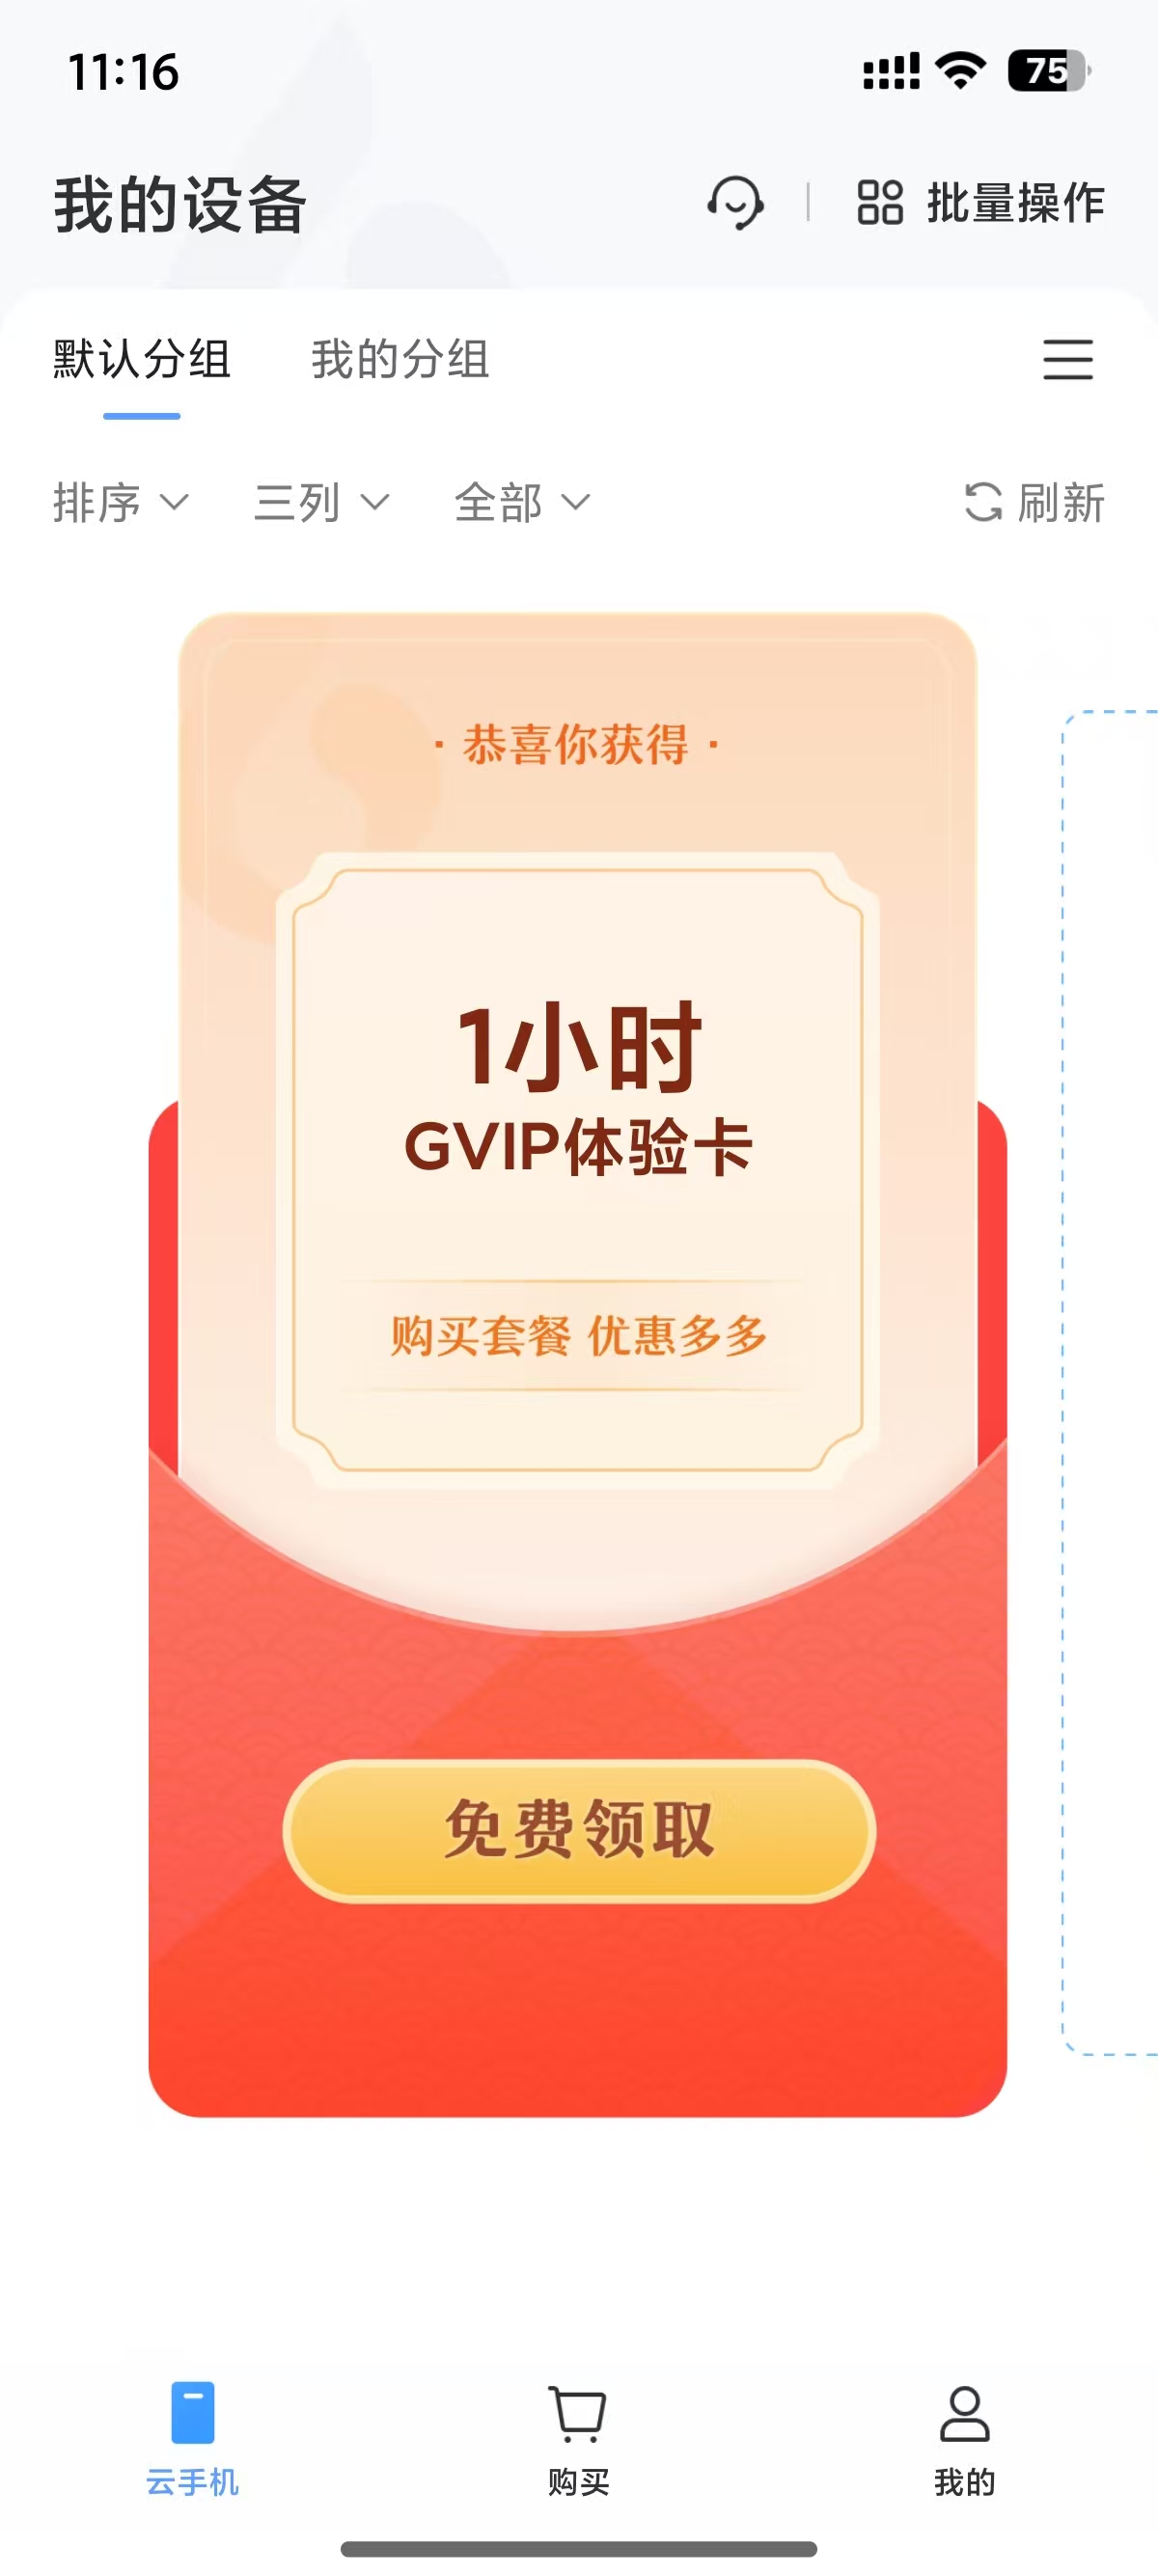 11:16
75
我的设备
批量操作
默认分组 我的分组
排序 三列 全部 刷新
· 恭喜你获得 ·
1小时
GVIP体验卡
购买套餐 优惠多多
免费领取
云手机 购买 我的